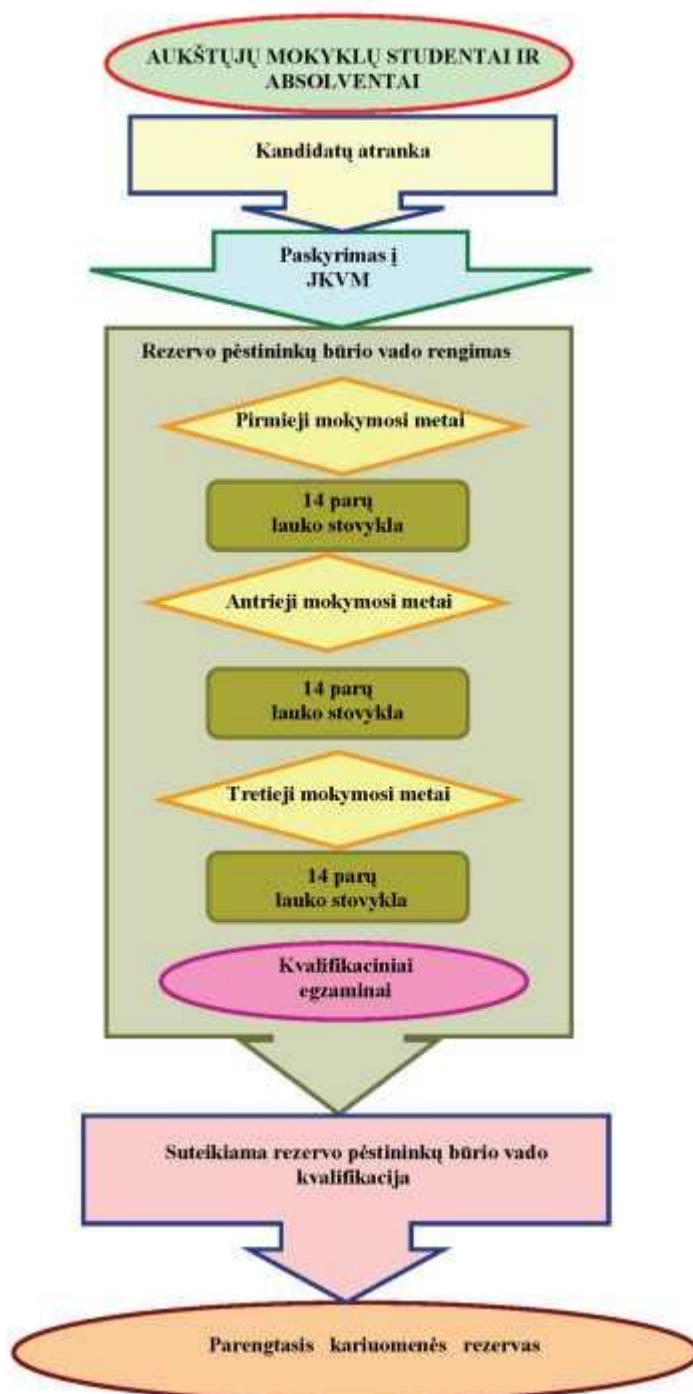 AUKŠTŲJŲ MOKYKLŲ STUDENTAI IR
ABSOLVENTAI
Kandidatų atranka
Paskyrimas į
JKVM
Rezervo pėstininkų būrio vado rengimas
Pirmieji mokymosi metai
14 parų
lauko stovykla
Antrieji mokymosi metai
14 parų
lauko stovykla
Tretieji mokymosi metai
14 parų
lauko stovykla
Kvalifikaciniai
egzaminai
Suteikiama rezervo pėstininkų būrio vado
kvalifikacija
Parengtasis kariuomenės rezervas